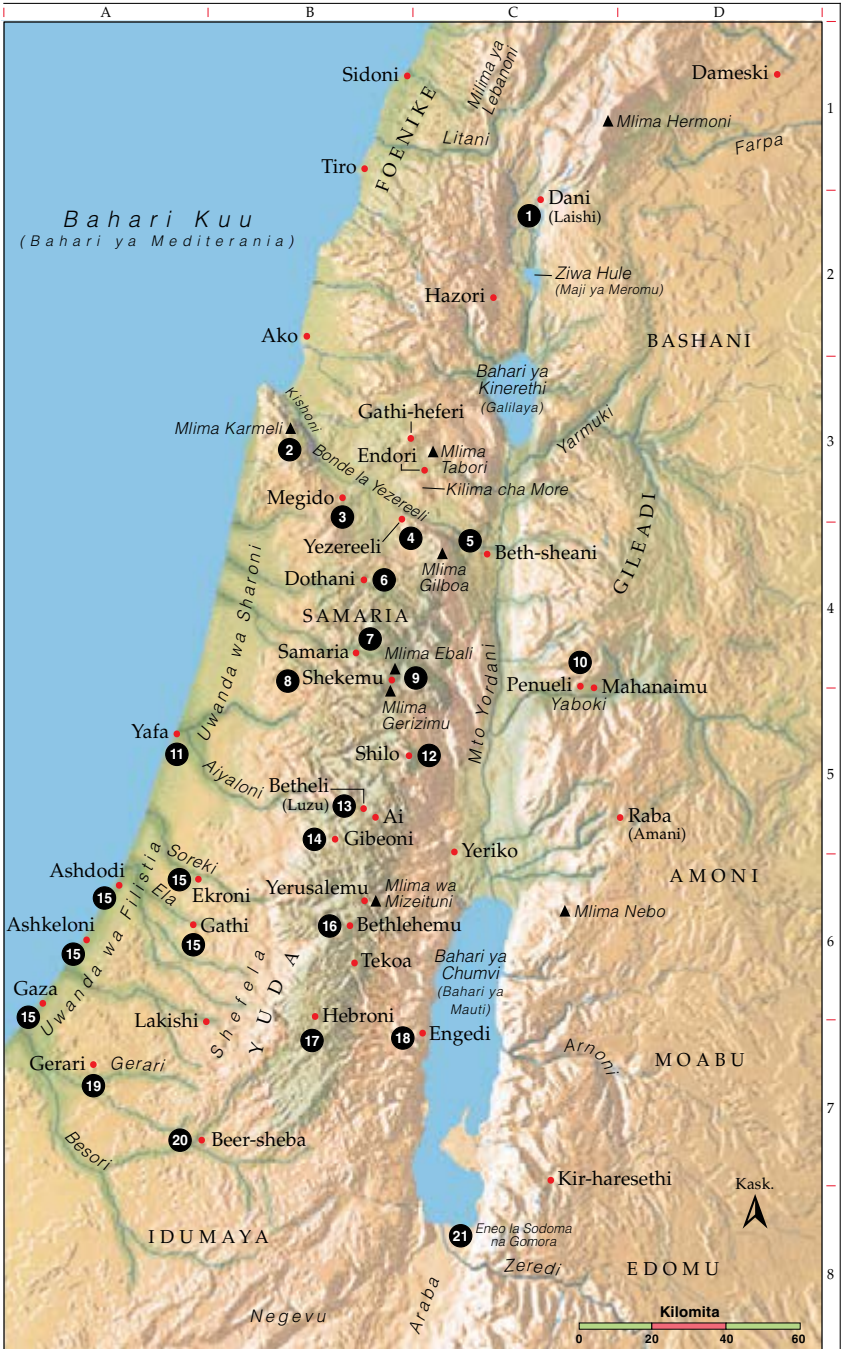 A B C D
Sidoni
Dameski
Milima ya
Lebanoni
FOENIKE
1
Mlima Hermoni
Litani
Farpa
Tiro
Dani
(Laishi)
1
Bahari Kuu
(Bahari ya Mediterania)
2
Ziwa Hule
(Maji ya Meromu)
Hazori
Ako
BASHANI
Bahari ya
Kinerethi
(Galilaya)
Kishoni
Gathi-heferi
Yarmuki
Mlima Karmeli
2
3
Endori
Mlima
Tabori
Bonde la Yezereeli
Kilima cha More
Megido
3
GILEADI
Yezereeli
4
5
Beth-sheani
Mlima
Gilboa
Dothani
6
Uwanda wa Sharoni
4
SAMARIA
7
Samaria
Mlima Ebali
10
8
Shekemu
9
Mlima
Gerizimu
Penueli
Mahanaimu
Yaboki
Mto Yordani
Yafa
11
Shilo
12
Aiyaloni
5
Betheli
(Luzu)
13
Ai
Raba
(Amani)
14
Gibeoni
Yeriko
Soreki
Ashdodi
15
15
Ekroni
Ela
AMONI
Yerusalemu
Mlima wa
Mizeituni
Mlima Nebo
Ashkeloni
15
Gathi
15
16
Bethlehemu
6
Uwanda wa Filistia
Tekoa
Bahari ya
Chumvi
(Bahari ya
Mauti)
Gaza
15
Shefela
YUDA
Lakishi
Hebroni
17
18
Engedi
Arnoni
MOABU
Gerari
Gerari
19
7
Besori
20
Beer-sheba
Kir-haresethi
Kask.
IDUMAYA
21
Eneo la Sodoma
na Gomora
Zeredi
EDOMU
8
Araba
Negevu
Kilomita
0 20 40 60